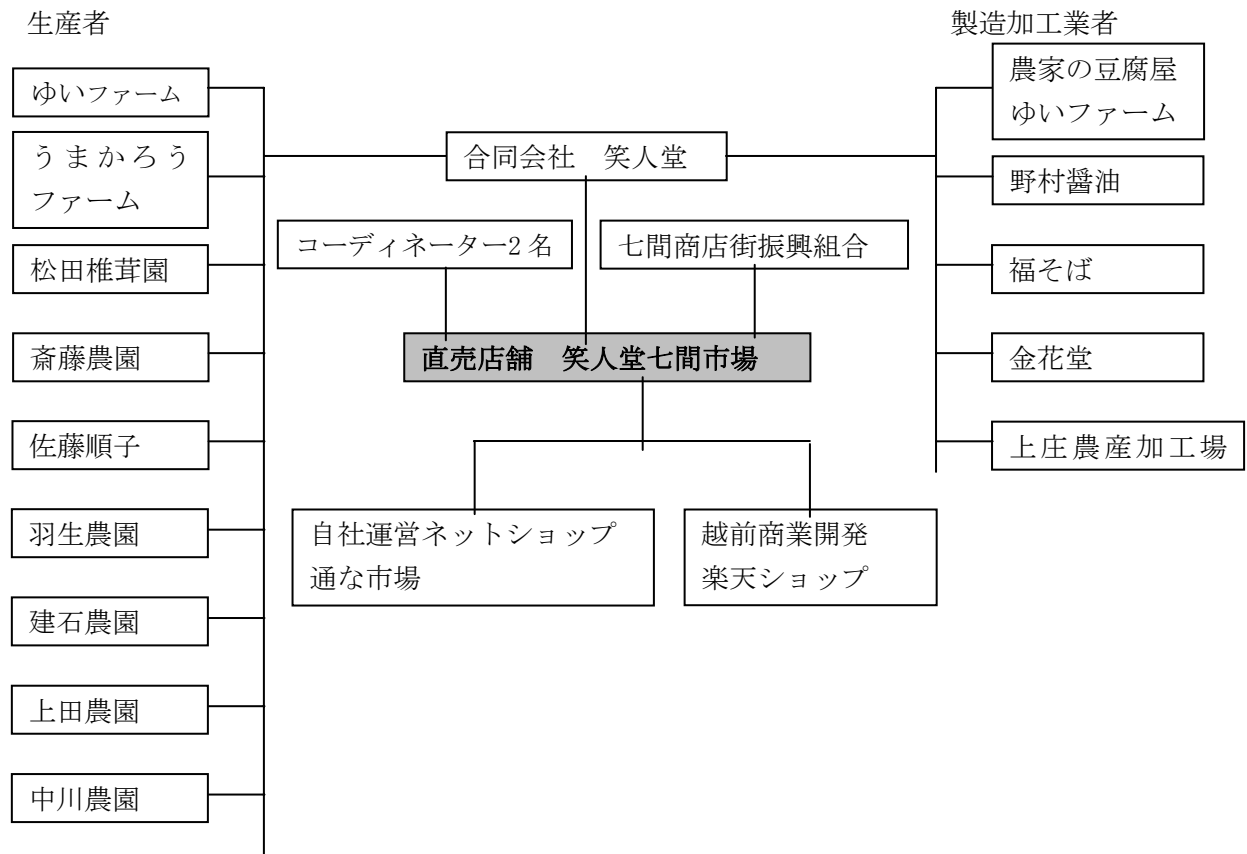 生産者
製造加工業者
ゆいファーム
うまかろう
ファーム
松田椎茸園
斎藤農園
佐藤順子
羽生農園
建石農園
上田農園
中川農園
合同会社　笑人堂
コーディネーター2 名
七間商店街振興組合
直売店舗　笑人堂七間市場
自社運営ネットショップ
通な市場
越前商業開発
楽天ショップ
農家の豆腐屋
ゆいファーム
野村醤油
福そば
金花堂
上庄農産加工場